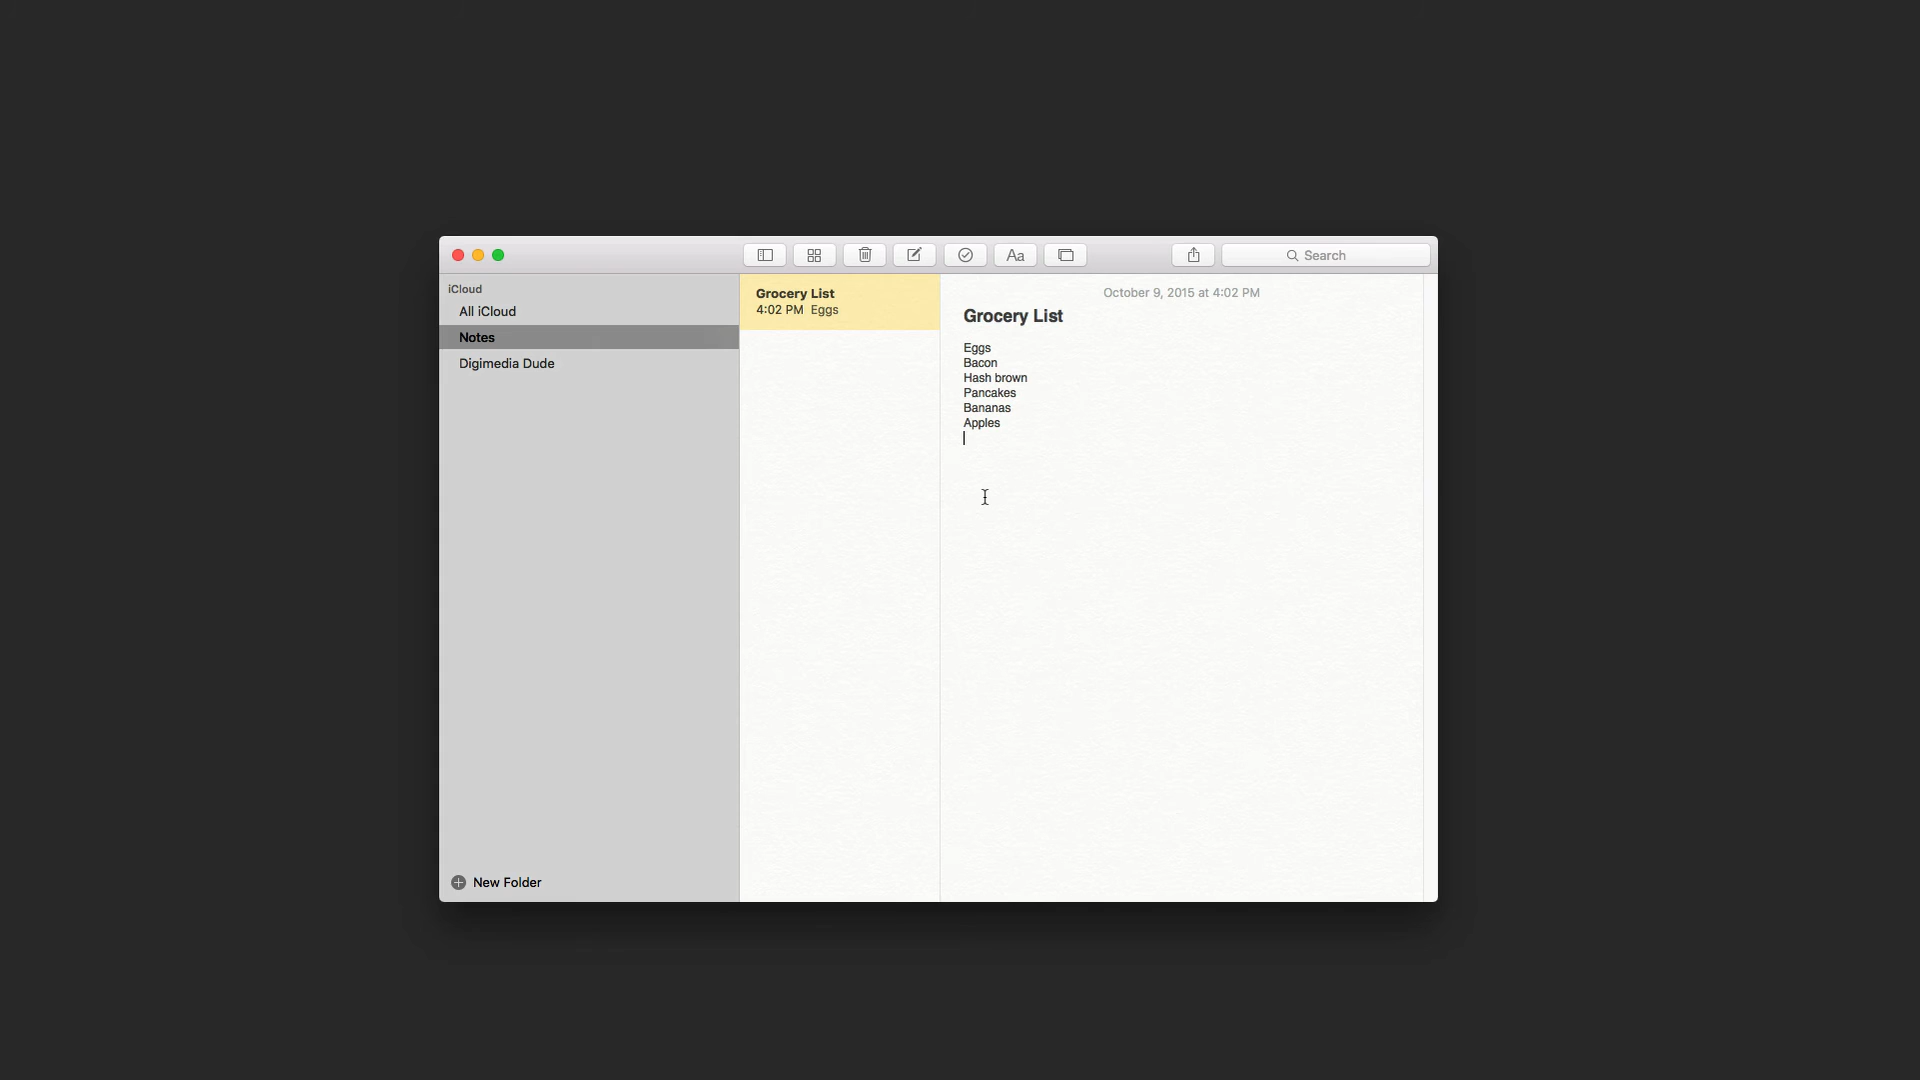 Aa
Search
iCloud
All iCloud
Notes
Digimedia Dude
New Folder
Grocery List
4:02 PM Eggs
October 9, 2015 at 4:02 PM
Grocery List
Eggs
Bacon
Hash brown
Pancakes
Bananas
Apples